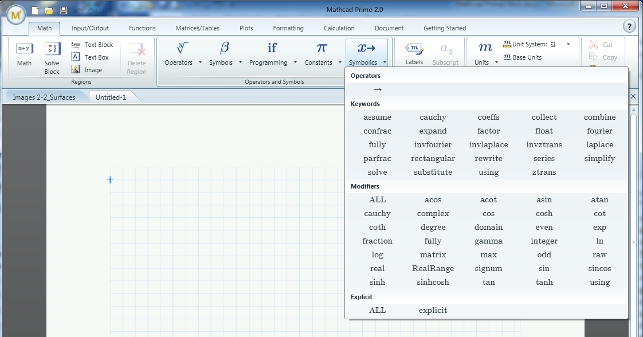 Mathcad Prime 2.0
Math Input/Output Functions Matrices/Tables Plots Formatting Calculation Document Getting Started
Math
Solve Block
Text Block
Text Box
Image
Delete Region
Operators Symbols Programming Constants Symbolics
Labels Subscript
Units
Unit System: SI
Base Units
Cut
Copy
Regions
Operators and Symbols
Images 2-2_Surfaces Untitled-1
Operators
→
Keywords
assume cauchy coeffs collect combine
confrac expand factor float fourier
fully invfourier invlaplace invztrans laplace
parfrac rectangular rewrite series simplify
solve substitute using ztrans
Modifiers
ALL acos acot asin atan
cauchy complex cos cosh cot
coth degree domain even exp
fraction fully gamma integer ln
log matrix max odd raw
real RealRange signum sin sincos
sinh sinhcosh tan tanh using
Explicit
ALL explicit